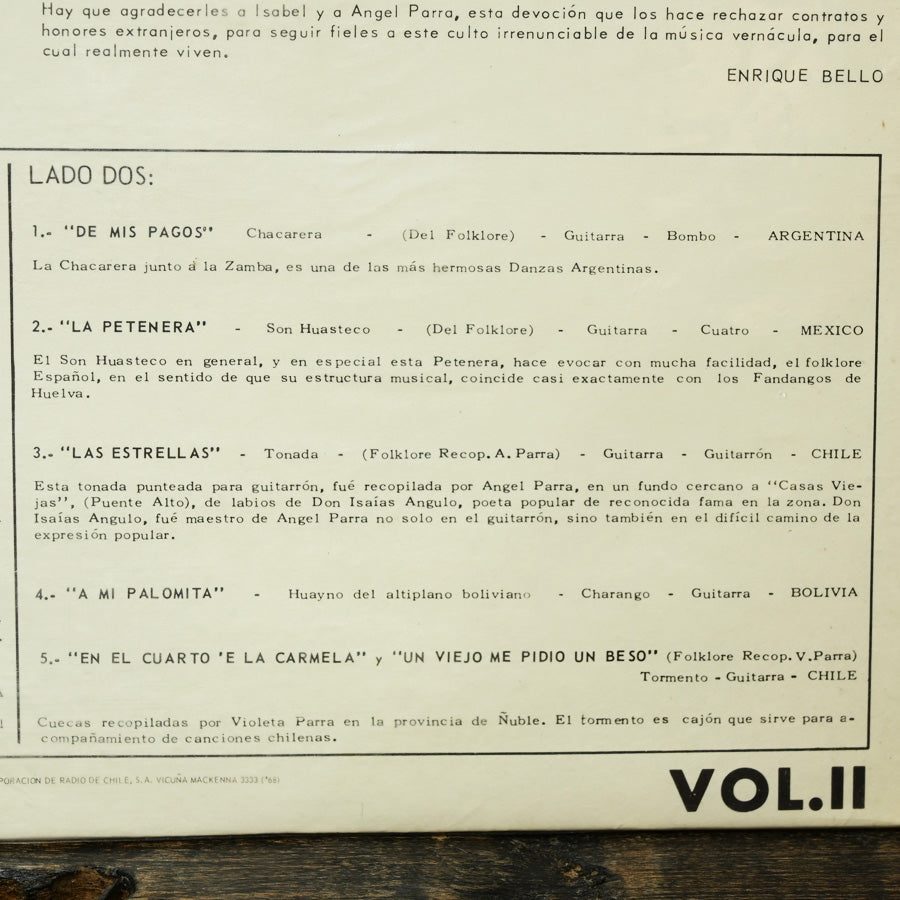 Hay que agradecerles a Isabel y a Angel Parra, esta devoción que los hace rechazar contratos y
honores extranjeros, para seguir fieles a este culto irrenunciable de la música vernácula, para el
cual realmente viven.
ENRIQUE BELLO
LADO DOS:
1.- "DE MIS PAGOS" Chacarera - (Del Folklore) - Guitarra - Bombo - ARGENTINA
La Chacarera junto a la Zamba, es una de las más hermosas Danzas Argentinas.
2.- "LA PETENERA" - Son Huasteco - (Del Folklore) - Guitarra - Cuatro - MEXICO
El Son Huasteco en general, y en especial esta Petenera, hace evocar con mucha facilidad, el folklore
Español, en el sentido de que su estructura musical, coincide casi exactamente con los Fandangos de
Huelva.
3.- "LAS ESTRELLAS" - Tonada - (Folklore Recop. A. Parra) - Guitarra - Guitarrón - CHILE
Esta tonada punteada para guitarrón, fué recopilada por Angel Parra, en un fundo cercano a "Casas Vie-
jas", (Puente Alto), de labios de Don Isaías Angulo, poeta popular de reconocida fama en la zona. Don
Isaías Angulo, fué maestro de Angel Parra no solo en el guitarrón, sino también en el difícil camino de la
expresión popular.
4.- "A MI PALOMITA" - Huayno del altiplano boliviano - Charango - Guitarra - BOLIVIA
5.- "EN EL CUARTO 'E LA CARMELA" y "UN VIEJO ME PIDIO UN BESO" (Folklore Recop. V. Parra)
Tormento - Guitarra - CHILE
Cuecas recopiladas por Violeta Parra en la provincia de Ñuble. El tormento es cajón que sirve para a-
compañamiento de canciones chilenas.
PORACION DE RADIO DE CHILE, S.A. VICUÑA MACKENNA 3333 ('68)
VOL.II